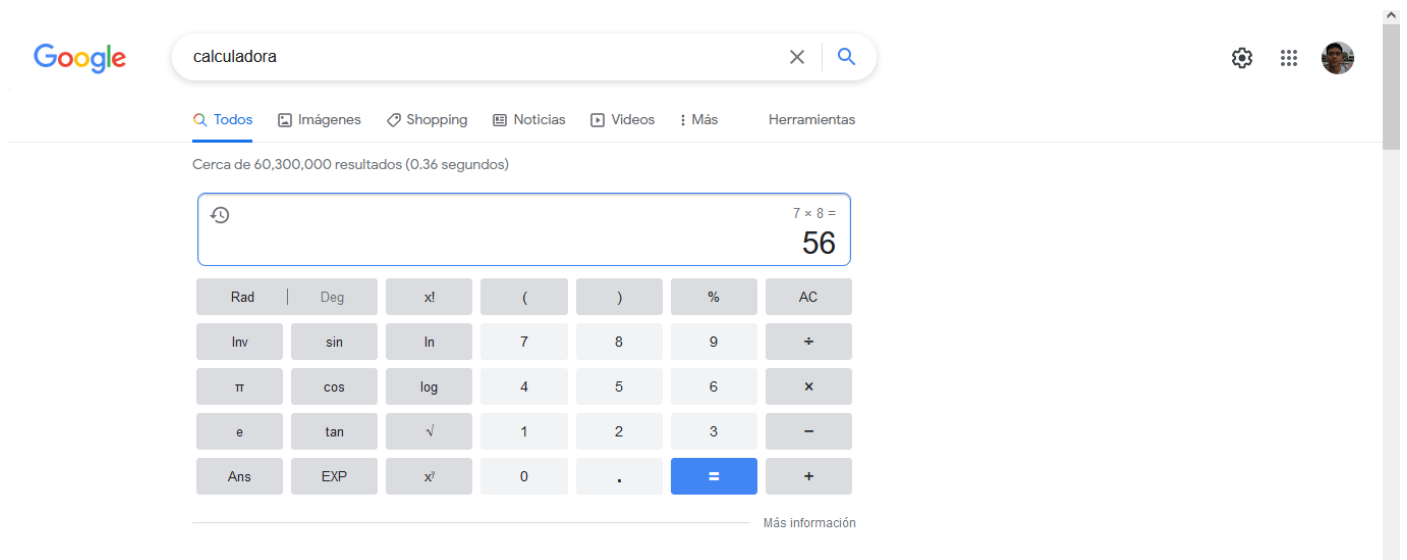 Google calculadora
Todos Imágenes Shopping Noticias Videos Más Herramientas
Cerca de 60,300,000 resultados (0.36 segundos)
7 × 8 =
56
Rad | Deg x! ( ) % AC
Inv sin ln 7 8 9 ÷
π cos log 4 5 6 ×
e tan √ 1 2 3 −
Ans EXP xʸ 0 . = +
Más información